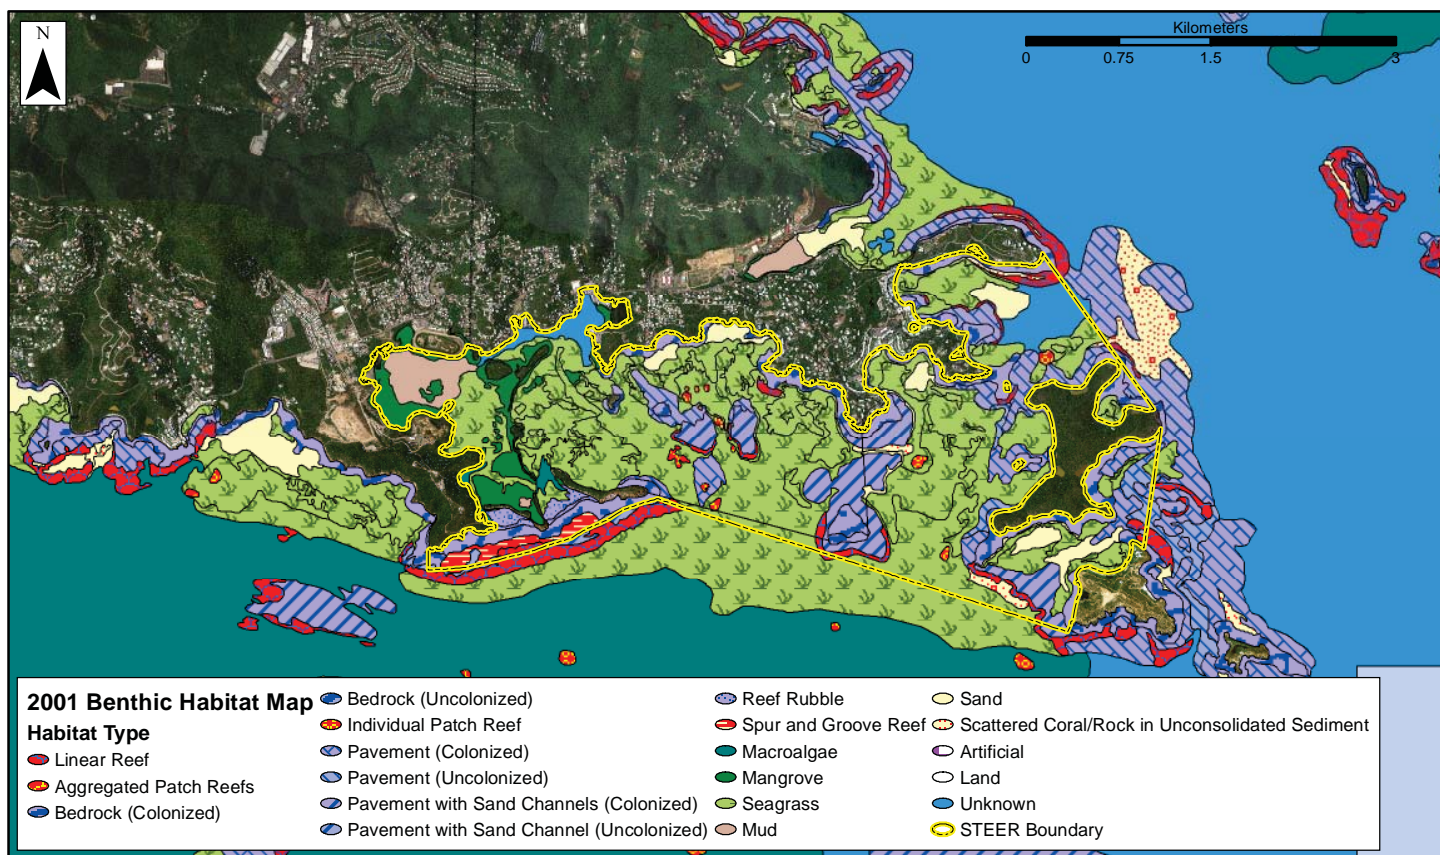 N
Kilometers
0 0.75 1.5 3
2001 Benthic Habitat Map
Habitat Type
Linear Reef
Aggregated Patch Reefs
Bedrock (Colonized)
Bedrock (Uncolonized)
Individual Patch Reef
Pavement (Colonized)
Pavement (Uncolonized)
Pavement with Sand Channels (Colonized)
Pavement with Sand Channel (Uncolonized)
Reef Rubble
Spur and Groove Reef
Macroalgae
Mangrove
Seagrass
Mud
Sand
Scattered Coral/Rock in Unconsolidated Sediment
Artificial
Land
Unknown
STEER Boundary